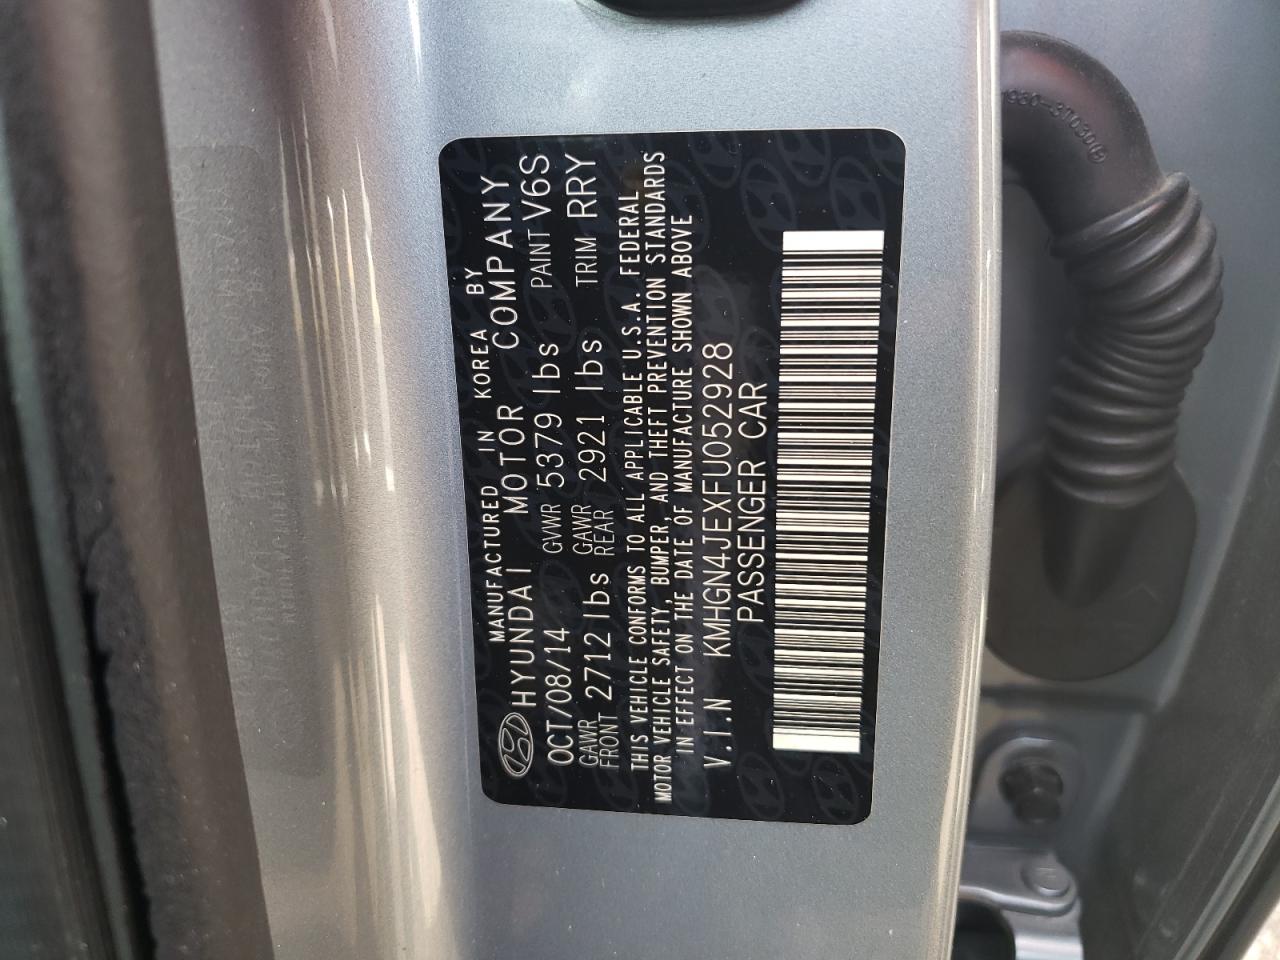 MANUFACTURED IN KOREA BY
HYUNDAI MOTOR COMPANY
OCT/08/14 GVWR 5379 lbs PAINT V6S
GAWR FRONT 2712 lbs GAWR REAR 2921 lbs TRIM RRY
THIS VEHICLE CONFORMS TO ALL APPLICABLE U.S.A. FEDERAL
MOTOR VEHICLE SAFETY, BUMPER, AND THEFT PREVENTION STANDARDS
IN EFFECT ON THE DATE OF MANUFACTURE SHOWN ABOVE
V.I.N KMHGN4JEXFU052928
PASSENGER CAR